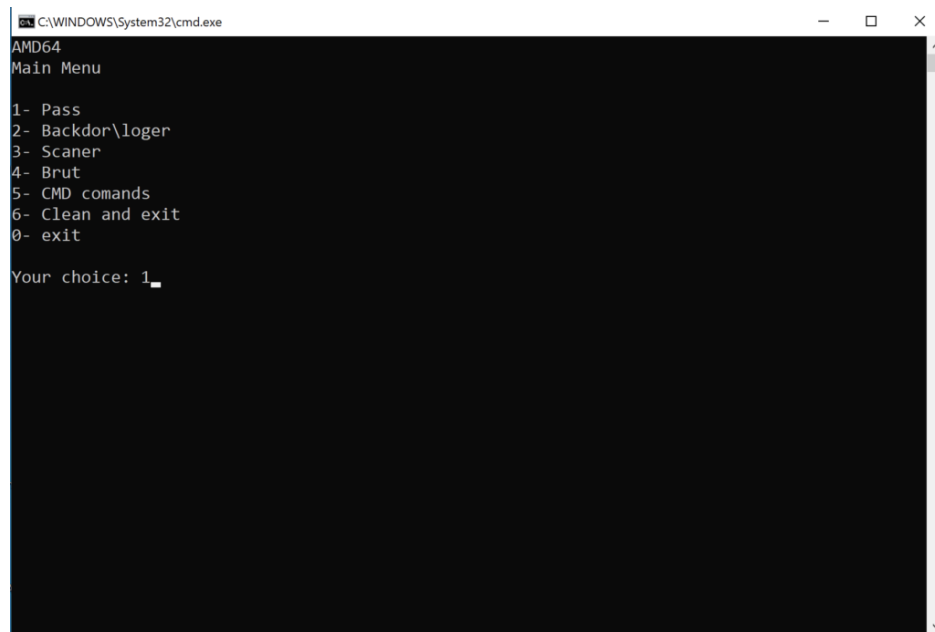 C:\WINDOWS\System32\cmd.exe
AMD64
Main Menu
1- Pass
2- Backdor\loger
3- Scaner
4- Brut
5- CMD comands
6- Clean and exit
0- exit
Your choice: 1